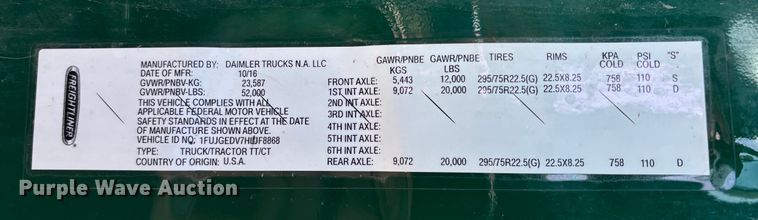 FREIGHTLINER
MANUFACTURED BY: DAIMLER TRUCKS N.A. LLC
DATE OF MFR: 10/16
GVWR/PNBV-KG: 23,587
GVWR/PNBV-LBS: 52,000
THIS VEHICLE COMPLIES WITH ALL
APPLICABLE FEDERAL MOTOR VEHICLE
SAFETY STANDARDS IN EFFECT AT THE DATE
OF MANUFACTURE SHOWN ABOVE.
VEHICLE ID NO: 1FUJGEDV7HLJF8868
TYPE: TRUCK/TRACTOR TT/CT
COUNTRY OF ORIGIN: U.S.A.
GAWR/PNBE KGS GAWR/PNBE LBS TIRES RIMS KPA COLD PSI COLD "S"
FRONT AXLE: 5,443 12,000 295/75R22.5(G) 22.5X8.25 758 110 S
1ST INT AXLE: 9,072 20,000 295/75R22.5(G) 22.5X8.25 758 110 D
2ND INT AXLE:
3RD INT AXLE:
4TH INT AXLE:
5TH INT AXLE:
6TH INT AXLE:
REAR AXLE: 9,072 20,000 295/75R22.5(G) 22.5X8.25 758 110 D
Purple Wave Auction